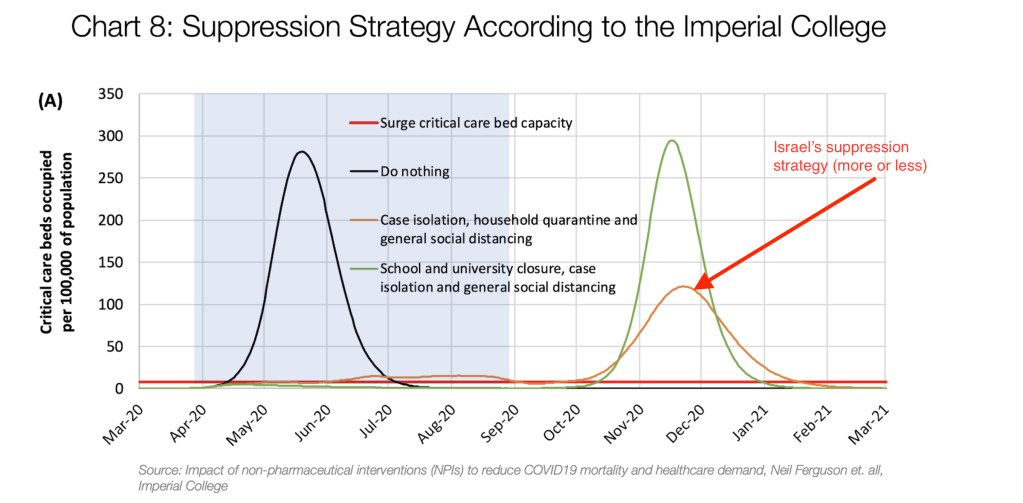 Chart 8: Suppression Strategy According to the Imperial College
(A)
Critical care beds occupied
per 100,000 of population
350
300
250
200
150
100
50
0
Surge critical care bed capacity
Do nothing
Case isolation, household quarantine and
general social distancing
School and university closure, case
isolation and general social distancing
Israel's suppression
strategy (more or less)
Mar-20
Apr-20
May-20
Jun-20
Jul-20
Aug-20
Sep-20
Oct-20
Nov-20
Dec-20
Jan-21
Feb-21
Mar-21
Source: Impact of non-pharmaceutical interventions (NPIs) to reduce COVID19 mortality and healthcare demand, Neil Ferguson et. all,
Imperial College